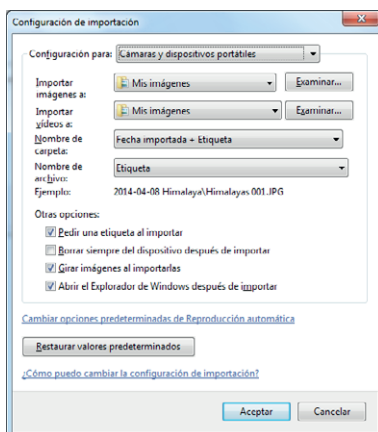 Configuración de importación
Configuración para: Cámaras y dispositivos portátiles
Importar imágenes a: Mis imágenes Examinar...
Importar vídeos a: Mis imágenes Examinar...
Nombre de carpeta: Fecha importada + Etiqueta
Nombre de archivo: Etiqueta
Ejemplo: 2014-04-08 Himalaya\Himalayas 001.JPG
Otras opciones:
Pedir una etiqueta al importar
Borrar siempre del dispositivo después de importar
Girar imágenes al importarlas
Abrir el Explorador de Windows después de importar
Cambiar opciones predeterminadas de Reproducción automática
Restaurar valores predeterminados
¿Cómo puedo cambiar la configuración de importación?
Aceptar Cancelar